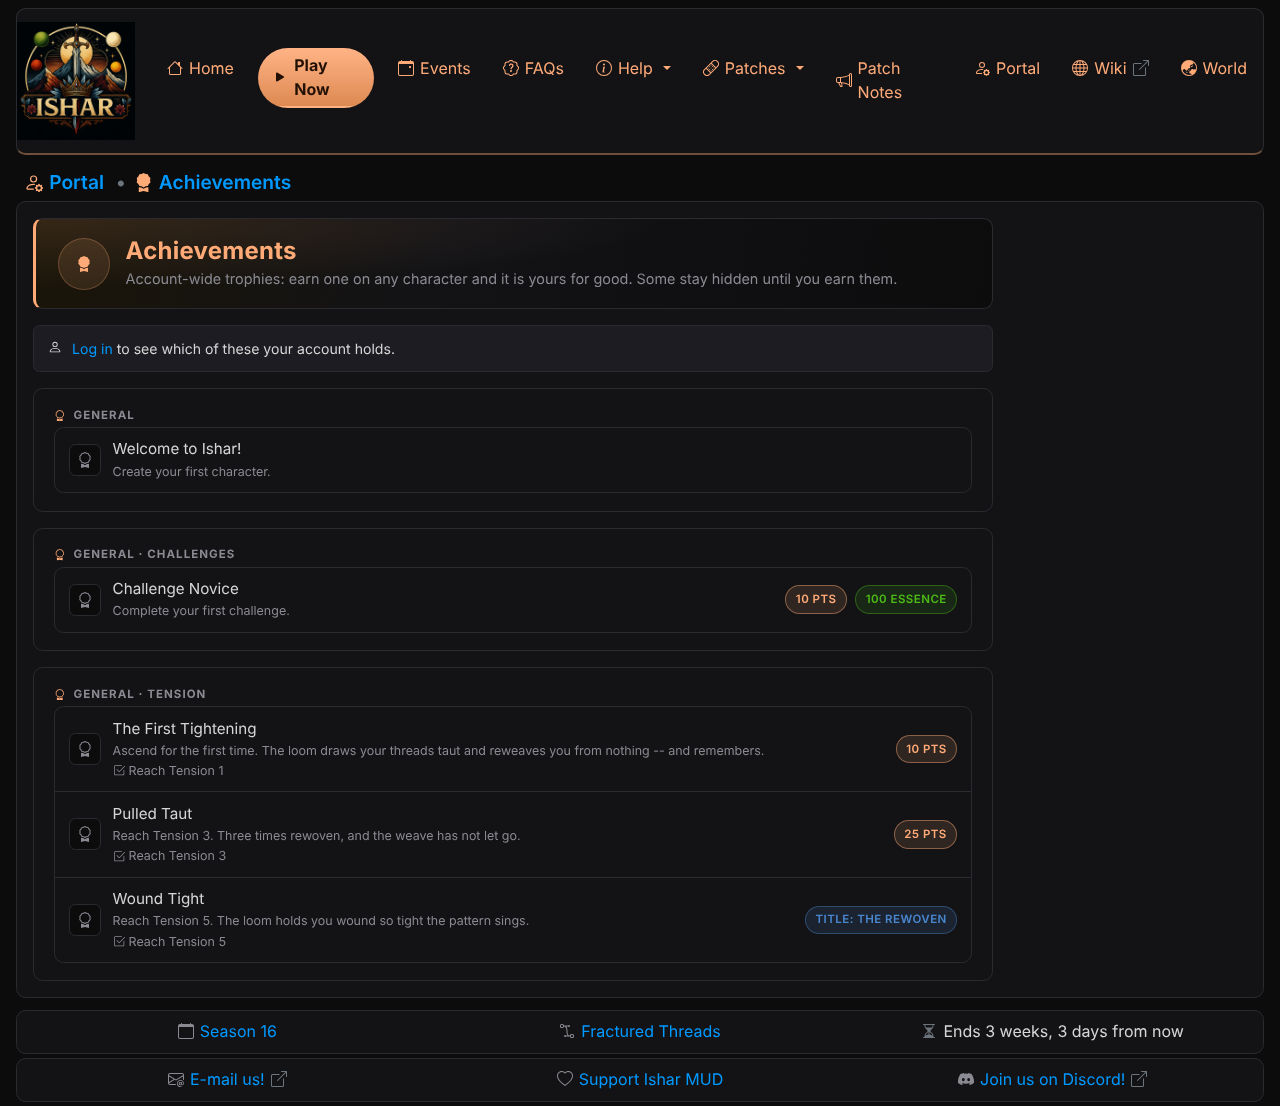 ISHAR
Home
Play Now
Events
FAQs
Help
Patches
Patch Notes
Portal
Wiki
World
Portal • Achievements
Achievements
Account-wide trophies: earn one on any character and it is yours for good. Some stay hidden until you earn them.
Log in to see which of these your account holds.
GENERAL
Welcome to Ishar!
Create your first character.
GENERAL · CHALLENGES
Challenge Novice
Complete your first challenge.
10 PTS
100 ESSENCE
GENERAL · TENSION
The First Tightening
Ascend for the first time. The loom draws your threads taut and reweaves you from nothing -- and remembers.
Reach Tension 1
10 PTS
Pulled Taut
Reach Tension 3. Three times rewoven, and the weave has not let go.
Reach Tension 3
25 PTS
Wound Tight
Reach Tension 5. The loom holds you wound so tight the pattern sings.
Reach Tension 5
TITLE: THE REWOVEN
Season 16
Fractured Threads
Ends 3 weeks, 3 days from now
E-mail us!
Support Ishar MUD
Join us on Discord!